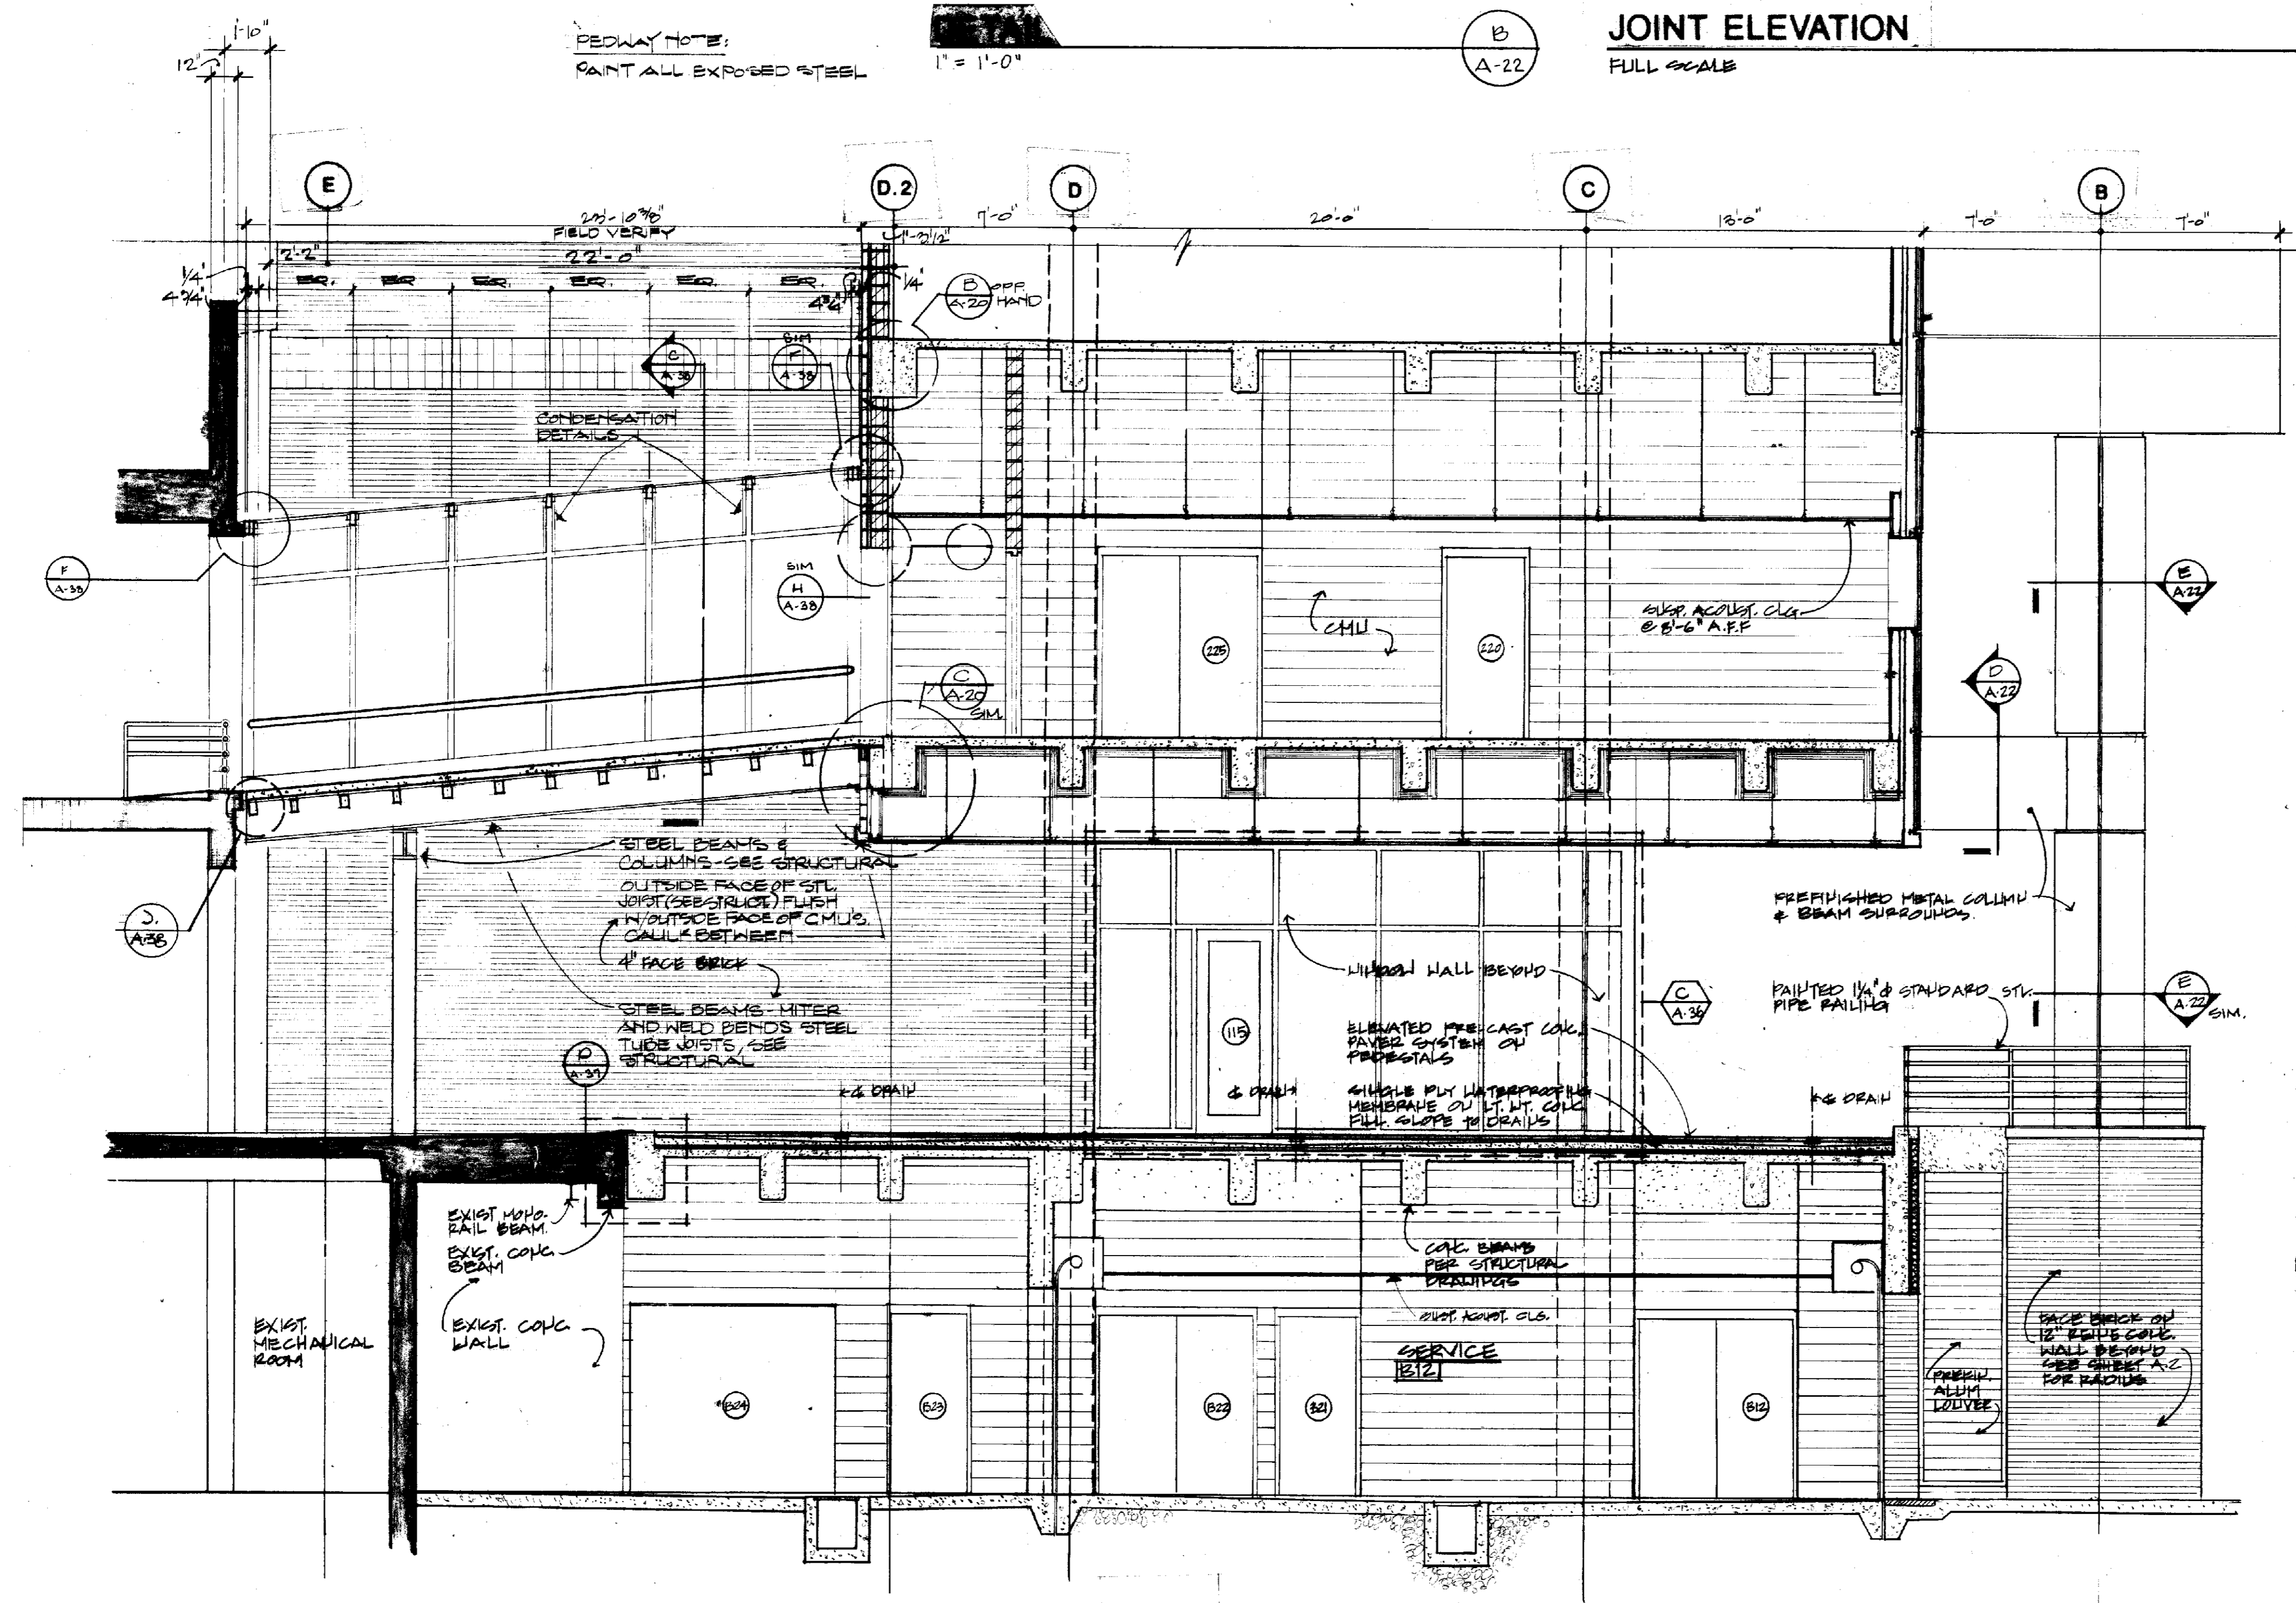 PEDWAY NOTE:
PAINT ALL EXPOSED STEEL
1" = 1'-0"
B
A-22
JOINT ELEVATION
FULL SCALE
1'-10"
12"
E
D.2
D
C
B
23'-10 3/8"
FIELD VERIFY
7'-0"
20'-0"
13'-0"
7'-0"
7'-0"
1'-3 1/2"
2'-2"
22'-0"
1/4"
4 3/4"
EQ.
EQ
EQ.
EQ.
EQ.
EQ.
4 3/4"
1/4"
B
A-20
OPP.
HAND
C
A-38
SIM
F
A-38
CONDENSATION
DETAILS
F
A-38
SIM
H
A-38
CMU
225
220
SUSP. ACOUST. CLG
@ 8'-6" A.F.F
E
A-22
D
A-22
C
A-20
SIM.
STEEL BEAMS &
COLUMNS-SEE STRUCTURAL
OUTSIDE FACE OF STL.
JOIST (SEE STRUCT.) FLUSH
W/OUTSIDE FACE OF CMU'S.
CAULK BETWEEN
4" FACE BRICK
STEEL BEAMS- MITER
AND WELD BENDS STEEL
TUBE JOISTS, SEE
STRUCTURAL
J.
A-38
D
A-37
PREFINISHED METAL COLUMN
& BEAM SURROUNDS.
WINDOW WALL BEYOND
C
A-36
PAINTED 1 1/4" ф STANDARD STL.
PIPE RAILING
E
A-22
SIM.
115
ELEVATED PRE-CAST CONC.
PAVER SYSTEM ON
PEDESTALS
SINGLE PLY WATERPROOFING
MEMBRANE ON LT. WT. CONC
FILL. SLOPE TO DRAINS
℄ DRAIN
℄ DRAIN
℄ DRAIN
EXIST MONO-
RAIL BEAM.
EXIST. CONC.
BEAM
EXIST. CONC.
WALL
EXIST.
MECHANICAL
ROOM
CONC. BEAMS
PER STRUCTURAL
DRAWINGS
SUSP. ACOUST. CLG.
SERVICE
B12
B24
B23
B22
B21
B12
PREFIN.
ALUM
LOUVER
FACE BRICK ON
12" REINF. CONC.
WALL BEYOND
SEE SHEET A-2
FOR RADIUS